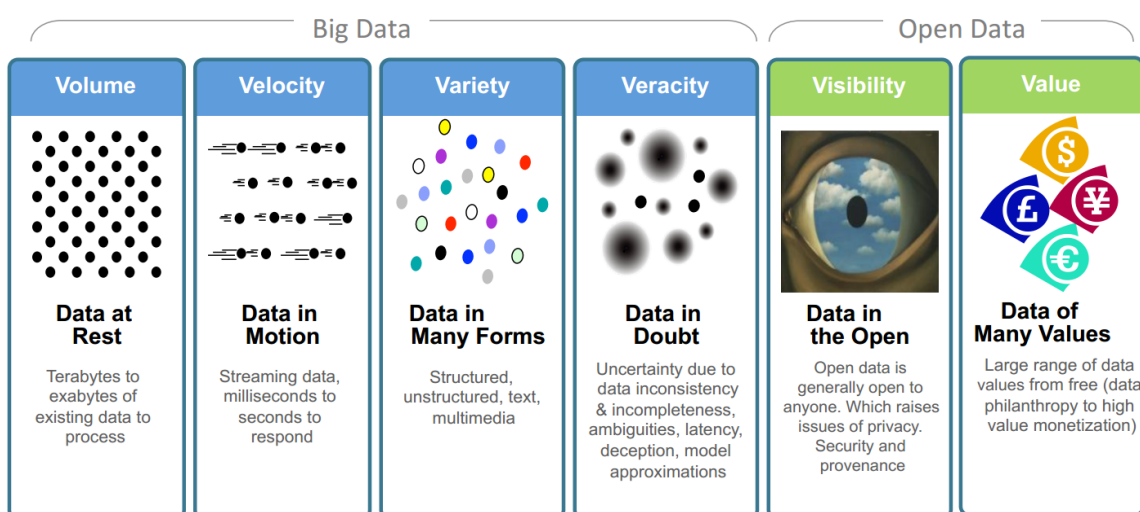 Big Data
Open Data
Volume
Velocity
Variety
Veracity
Visibility
Value
$
£
¥
€
Data at
Rest
Terabytes to
exabytes of
existing data to
process
Data in
Motion
Streaming data,
milliseconds to
seconds to
respond
Data in
Many Forms
Structured,
unstructured, text,
multimedia
Data in
Doubt
Uncertainty due to
data inconsistency
& incompleteness,
ambiguities, latency,
deception, model
approximations
Data in
the Open
Open data is
generally open to
anyone. Which raises
issues of privacy.
Security and
provenance
Data of
Many Values
Large range of data
values from free (data
philanthropy to high
value monetization)